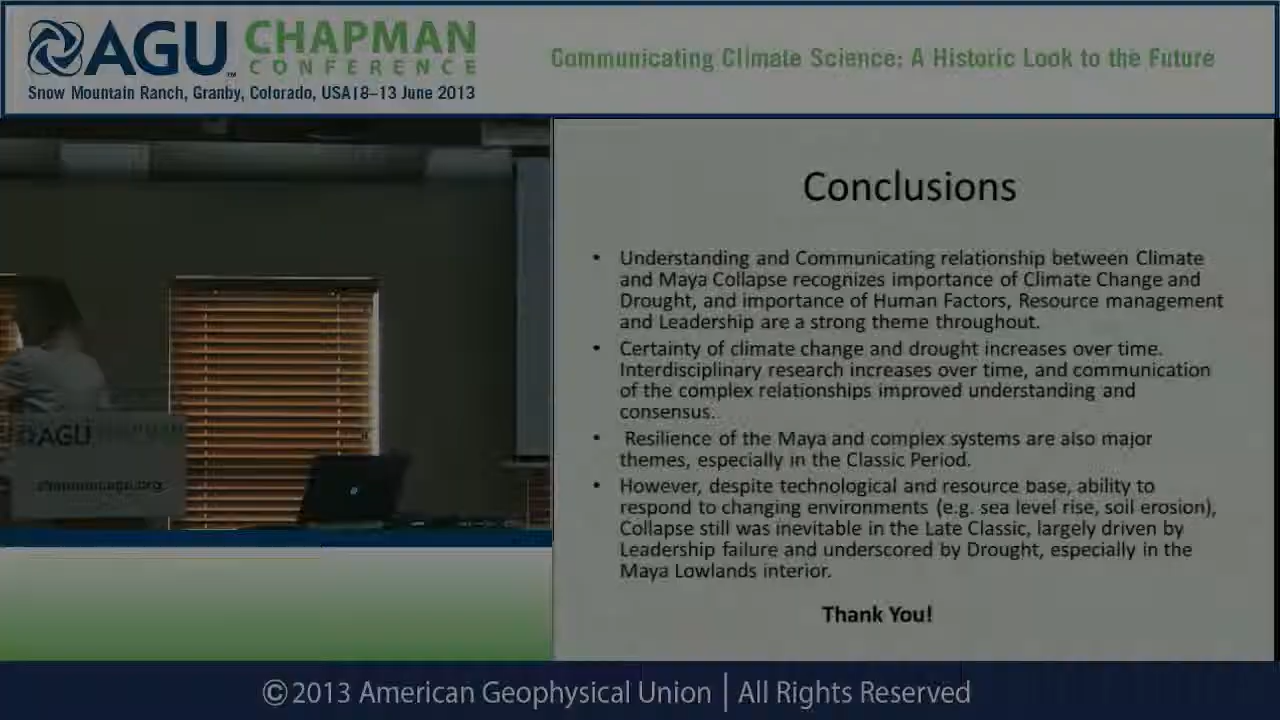 AGU CHAPMAN
CONFERENCE
Snow Mountain Ranch, Granby, Colorado, USA|8–13 June 2013
Communicating Climate Science: A Historic Look to the Future
Conclusions
• Understanding and Communicating relationship between Climate
and Maya Collapse recognizes importance of Climate Change and
Drought, and importance of Human Factors, Resource management
and Leadership are a strong theme throughout.
• Certainty of climate change and drought increases over time.
Interdisciplinary research increases over time, and communication
of the complex relationships improved understanding and
consensus.
• Resilience of the Maya and complex systems are also major
themes, especially in the Classic Period.
• However, despite technological and resource base, ability to
respond to changing environments (e.g. sea level rise, soil erosion),
Collapse still was inevitable in the Late Classic, largely driven by
Leadership failure and underscored by Drought, especially in the
Maya Lowlands interior.
Thank You!
AGU
©2013 American Geophysical Union | All Rights Reserved